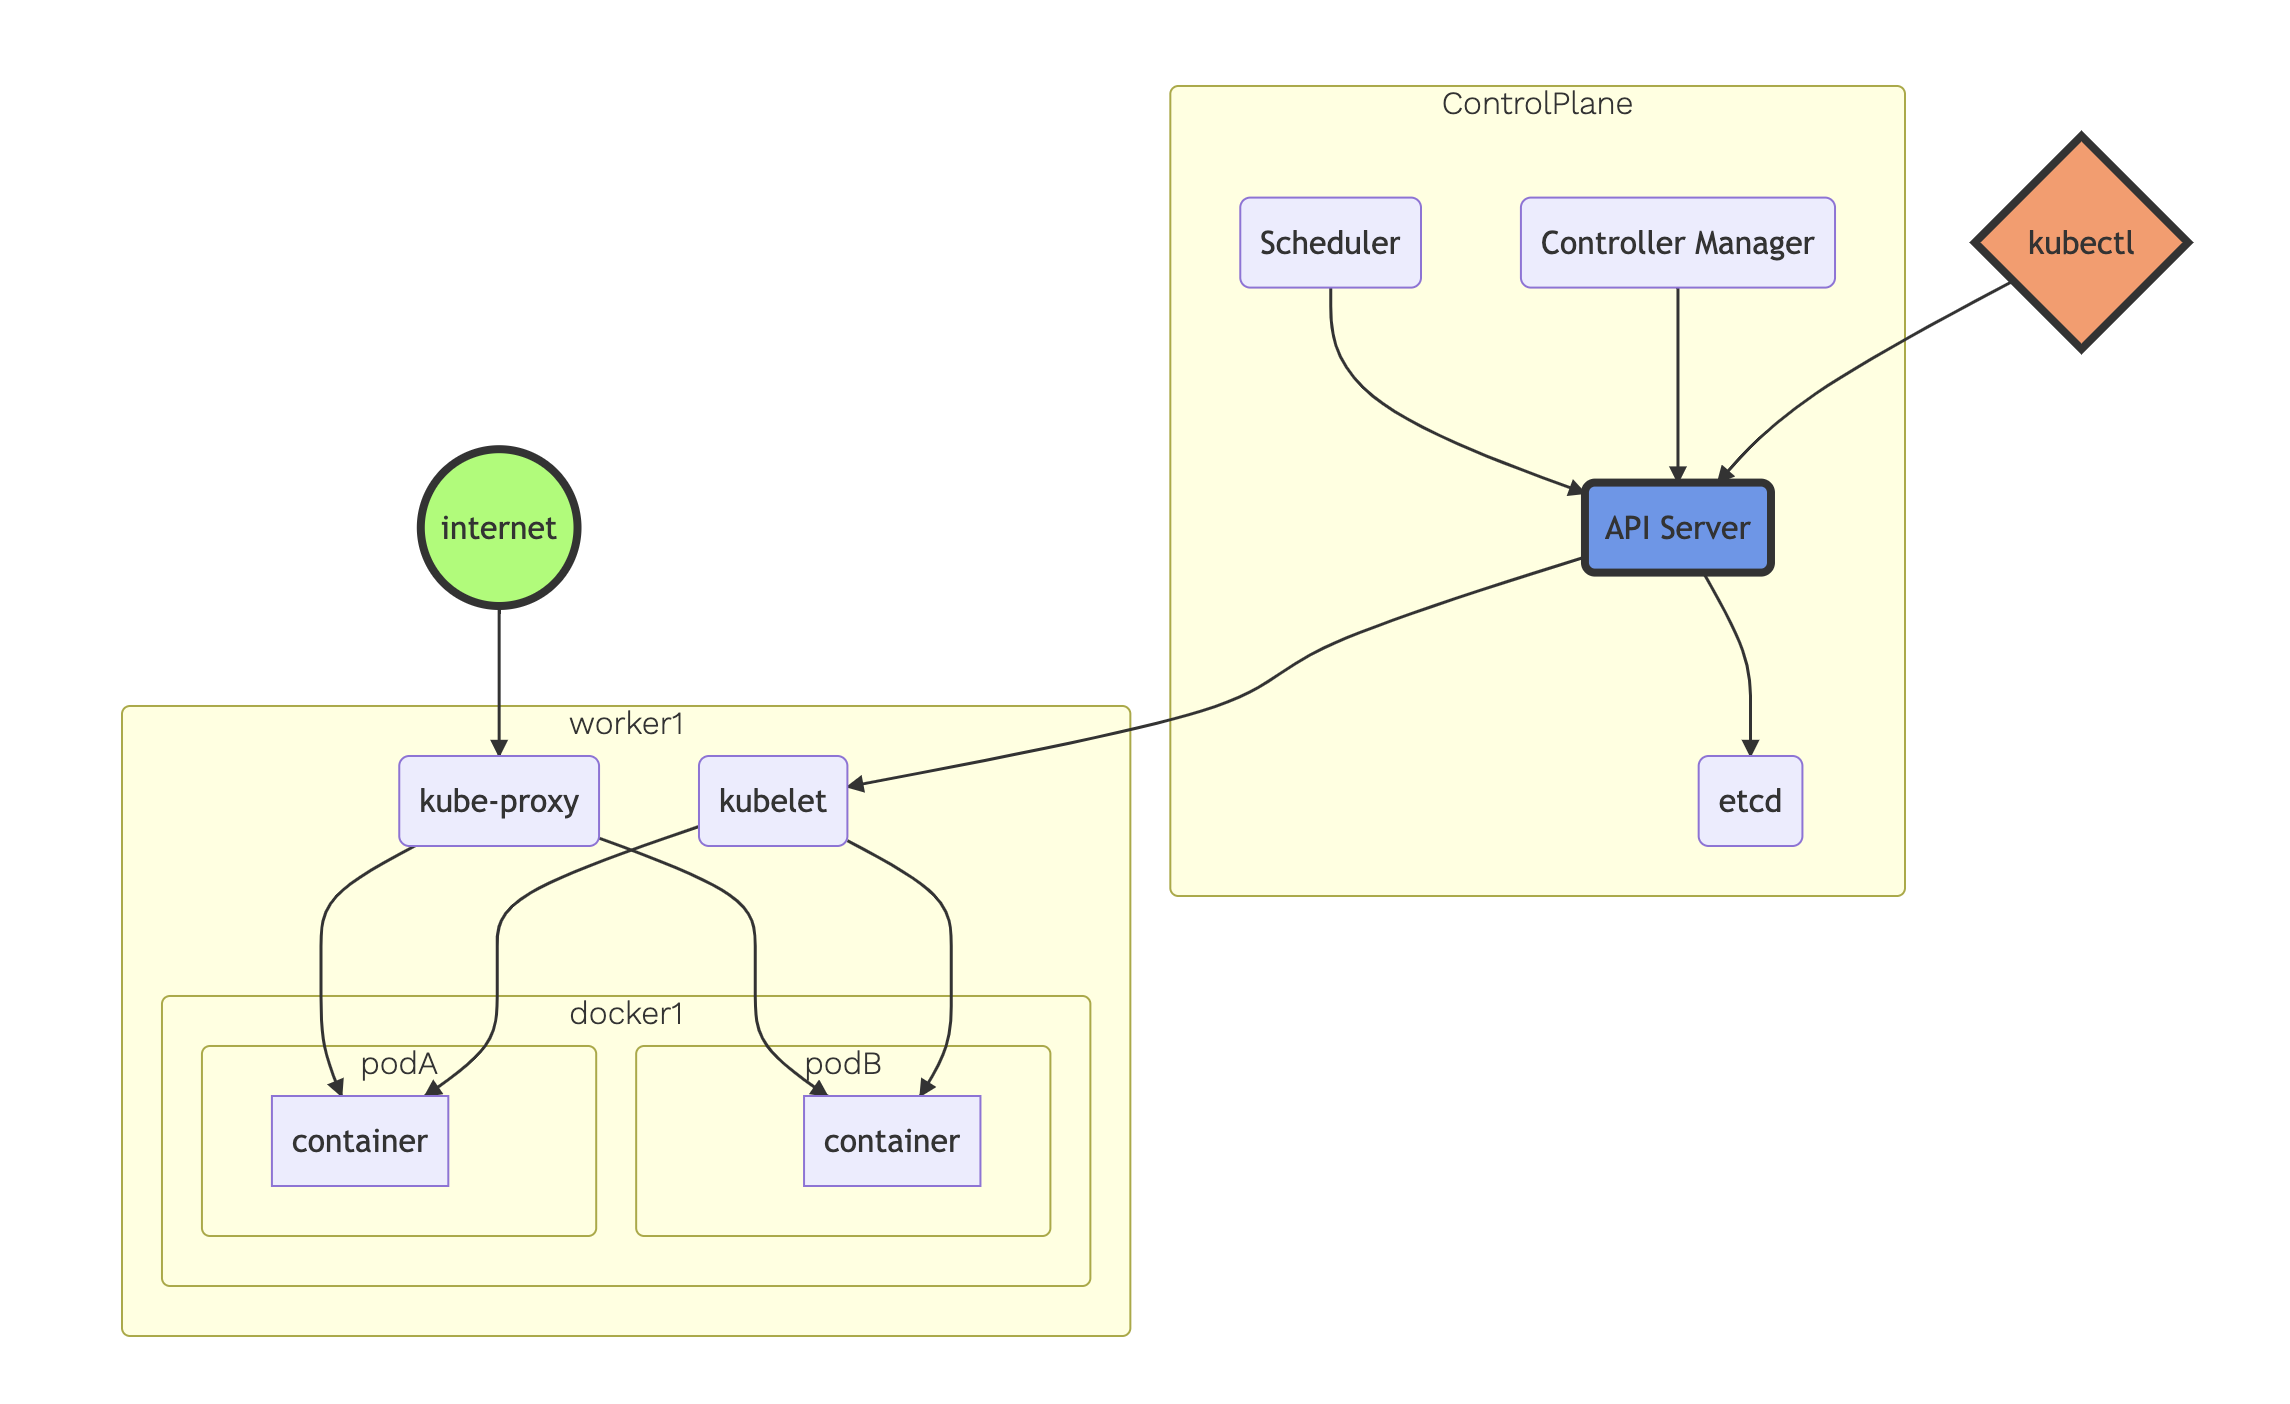 ControlPlane
Scheduler
Controller Manager
kubectl
internet
API Server
worker1
kube-proxy
kubelet
etcd
docker1
podA
podB
container
container